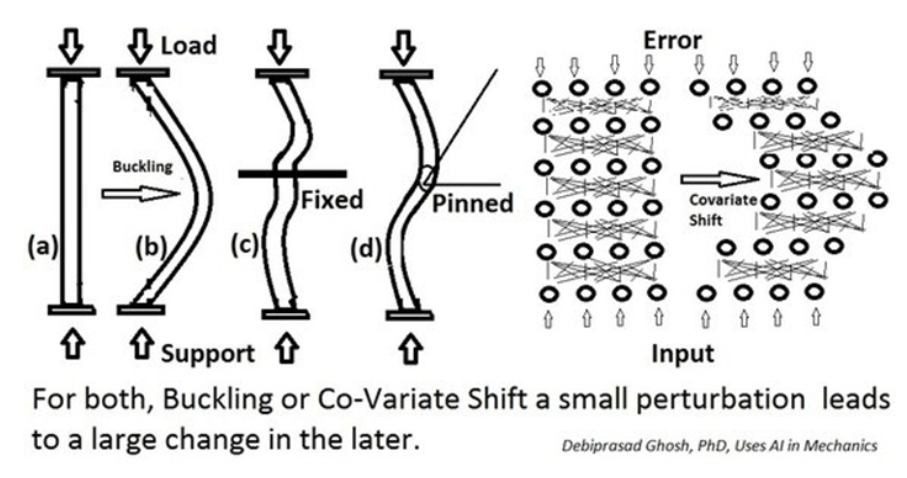 Load
Error
Buckling
Fixed
Pinned
Covariate
Shift
(a)
(b)
(c)
(d)
Support
Input
For both, Buckling or Co-Variate Shift a small perturbation leads
to a large change in the later.
Debiprasad Ghosh, PhD, Uses AI in Mechanics